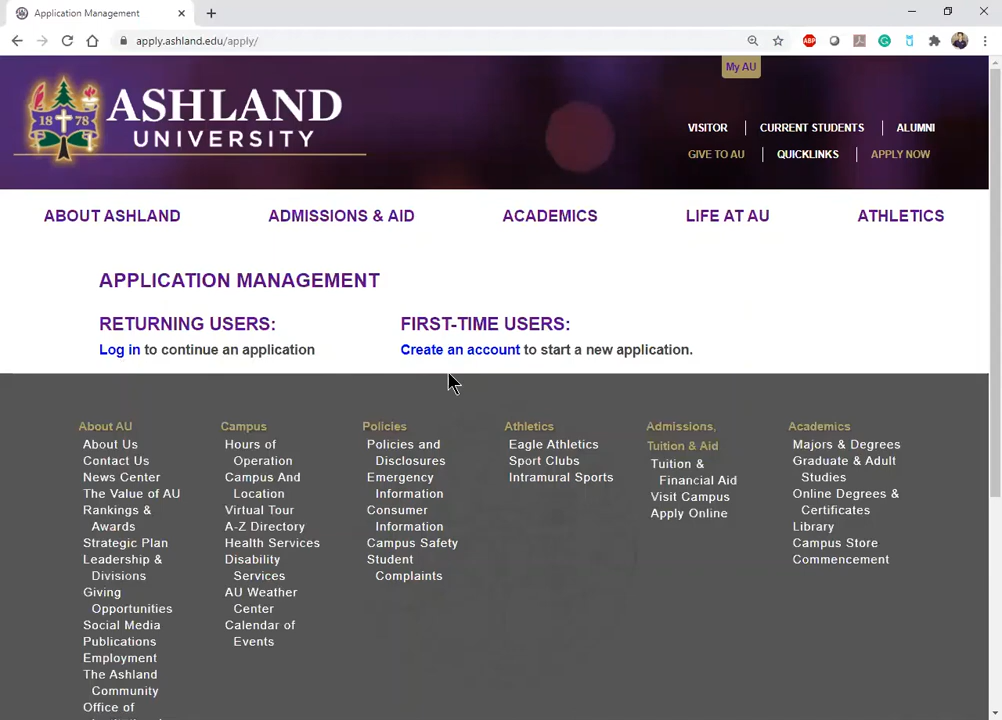 Application Management
apply.ashland.edu/apply/
ABP
My AU
18 78
ASHLAND
UNIVERSITY
VISITOR
CURRENT STUDENTS
ALUMNI
GIVE TO AU
QUICKLINKS
APPLY NOW
ABOUT ASHLAND
ADMISSIONS & AID
ACADEMICS
LIFE AT AU
ATHLETICS
APPLICATION MANAGEMENT
RETURNING USERS:
Log in to continue an application
FIRST-TIME USERS:
Create an account to start a new application.
About AU
About Us
Contact Us
News Center
The Value of AU
Rankings &
Awards
Strategic Plan
Leadership &
Divisions
Giving
Opportunities
Social Media
Publications
Employment
The Ashland
Community
Office of
Campus
Hours of
Operation
Campus And
Location
Virtual Tour
A-Z Directory
Health Services
Disability
Services
AU Weather
Center
Calendar of
Events
Policies
Policies and
Disclosures
Emergency
Information
Consumer
Information
Campus Safety
Student
Complaints
Athletics
Eagle Athletics
Sport Clubs
Intramural Sports
Admissions,
Tuition & Aid
Tuition &
Financial Aid
Visit Campus
Apply Online
Academics
Majors & Degrees
Graduate & Adult
Studies
Online Degrees &
Certificates
Library
Campus Store
Commencement